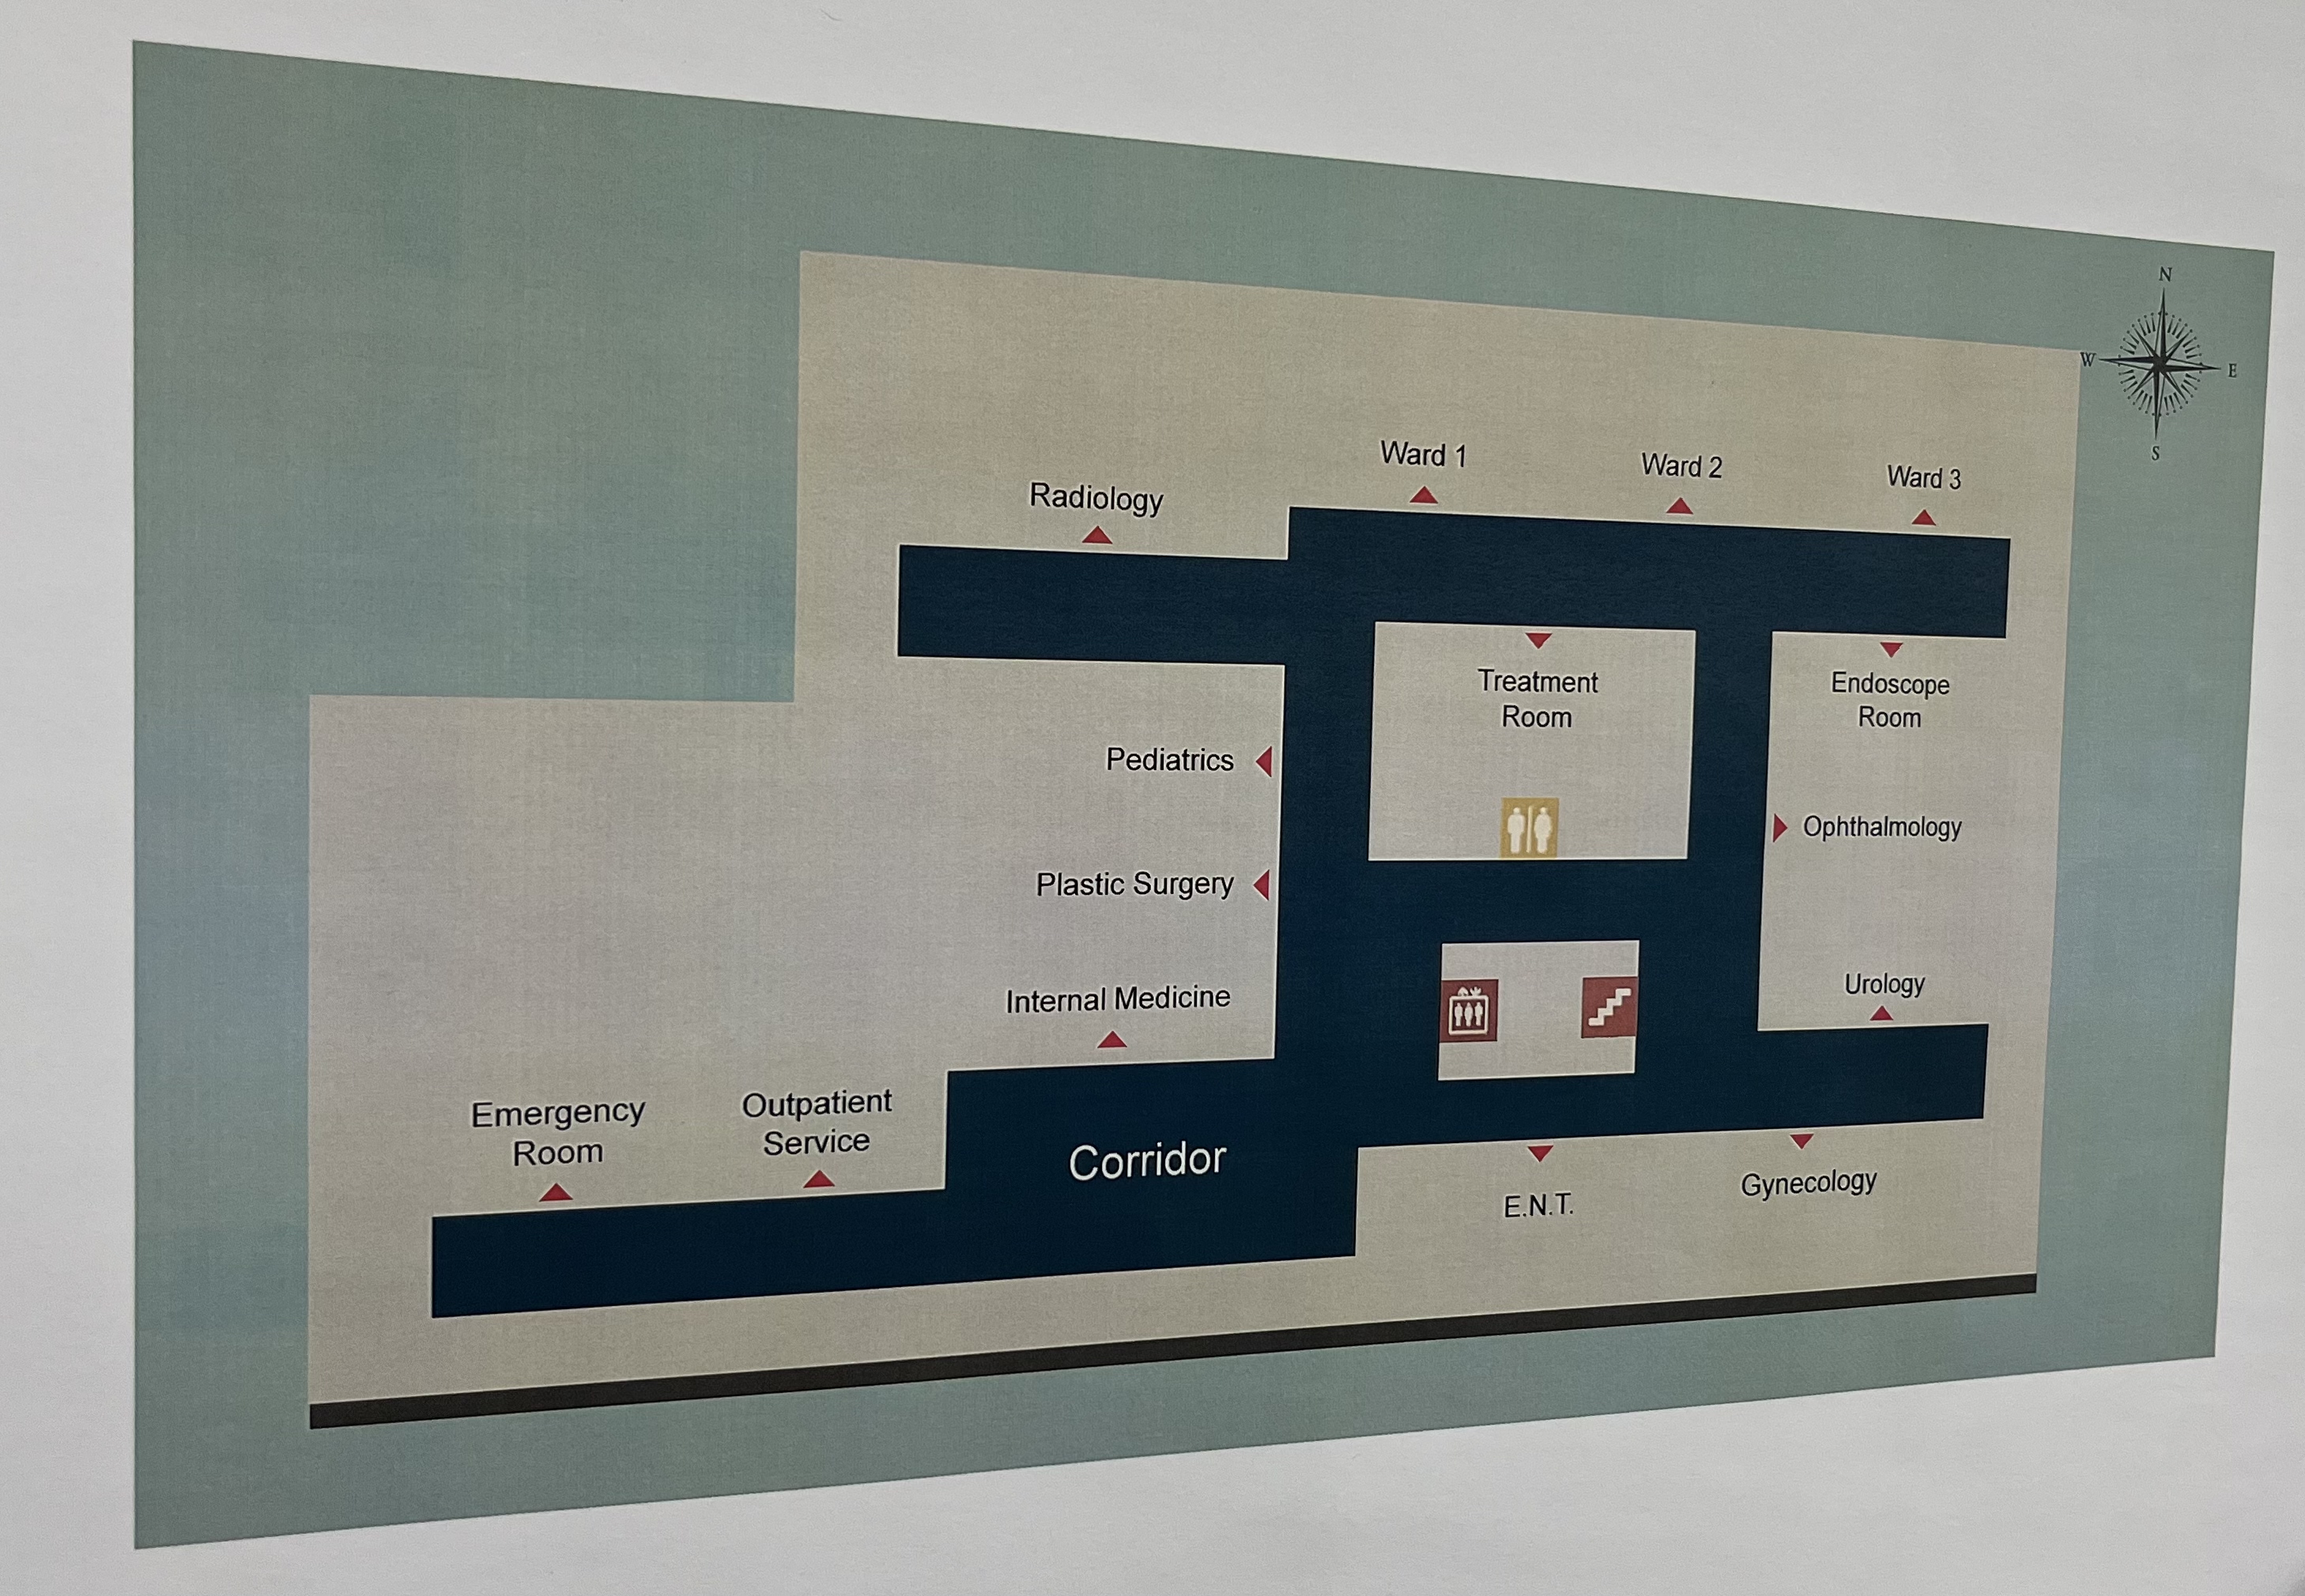 N
W
E
S
Ward 1
Ward 2
Ward 3
Radiology
Treatment
Room
Endoscope
Room
Pediatrics
Ophthalmology
Plastic Surgery
Internal Medicine
Urology
Emergency
Room
Outpatient
Service
Corridor
E.N.T.
Gynecology